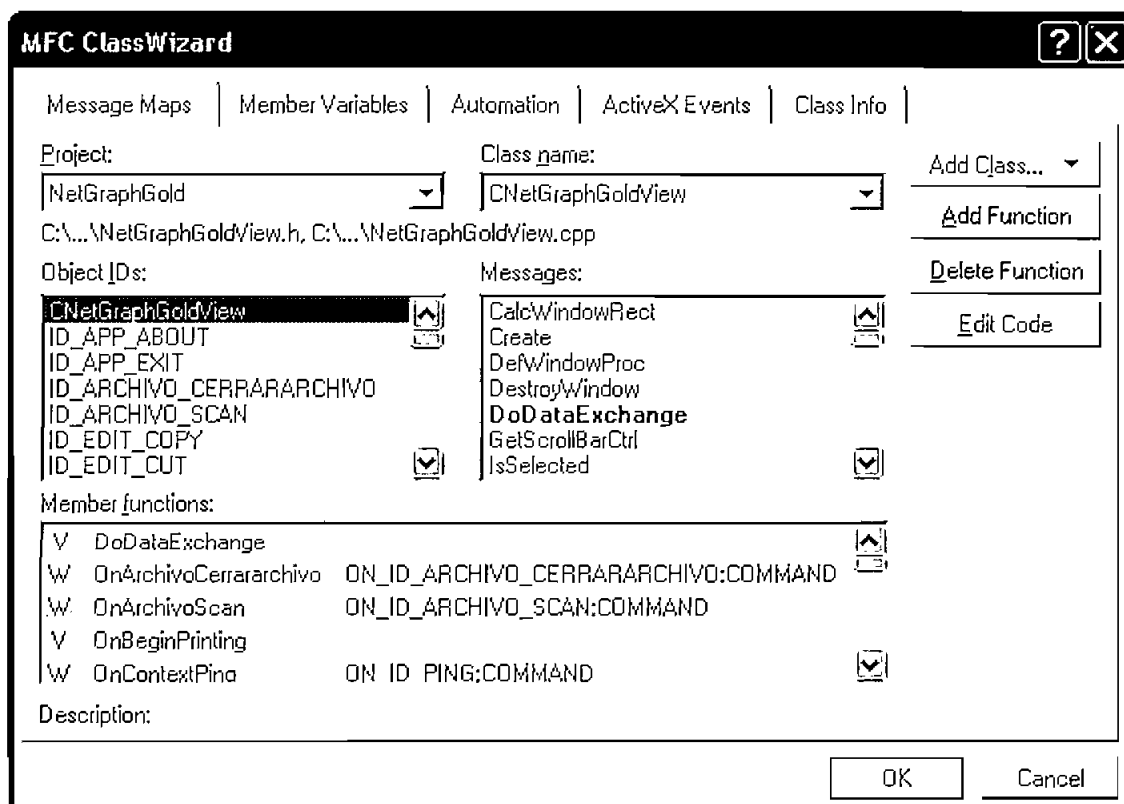 MFC ClassWizard
Message Maps Member Variables Automation ActiveX Events Class Info
Project: Class name:
Add Class...
NetGraphGold CNetGraphGoldView
Add Function
C:\...\NetGraphGoldView.h, C:\...\NetGraphGoldView.cpp
Object IDs: Messages:
Delete Function
CNetGraphGoldView CalcWindowRect
Edit Code
ID_APP_ABOUT Create
ID_APP_EXIT DefWindowProc
ID_ARCHIVO_CERRARARCHIVO DestroyWindow
ID_ARCHIVO_SCAN DoDataExchange
ID_EDIT_COPY GetScrollBarCtrl
ID_EDIT_CUT IsSelected
Member functions:
V DoDataExchange
W OnArchivoCerrararchivo ON_ID_ARCHIVO_CERRARARCHIVO:COMMAND
W OnArchivoScan ON_ID_ARCHIVO_SCAN:COMMAND
V OnBeginPrinting
W OnContextPing ON_ID_PING:COMMAND
Description:
OK Cancel